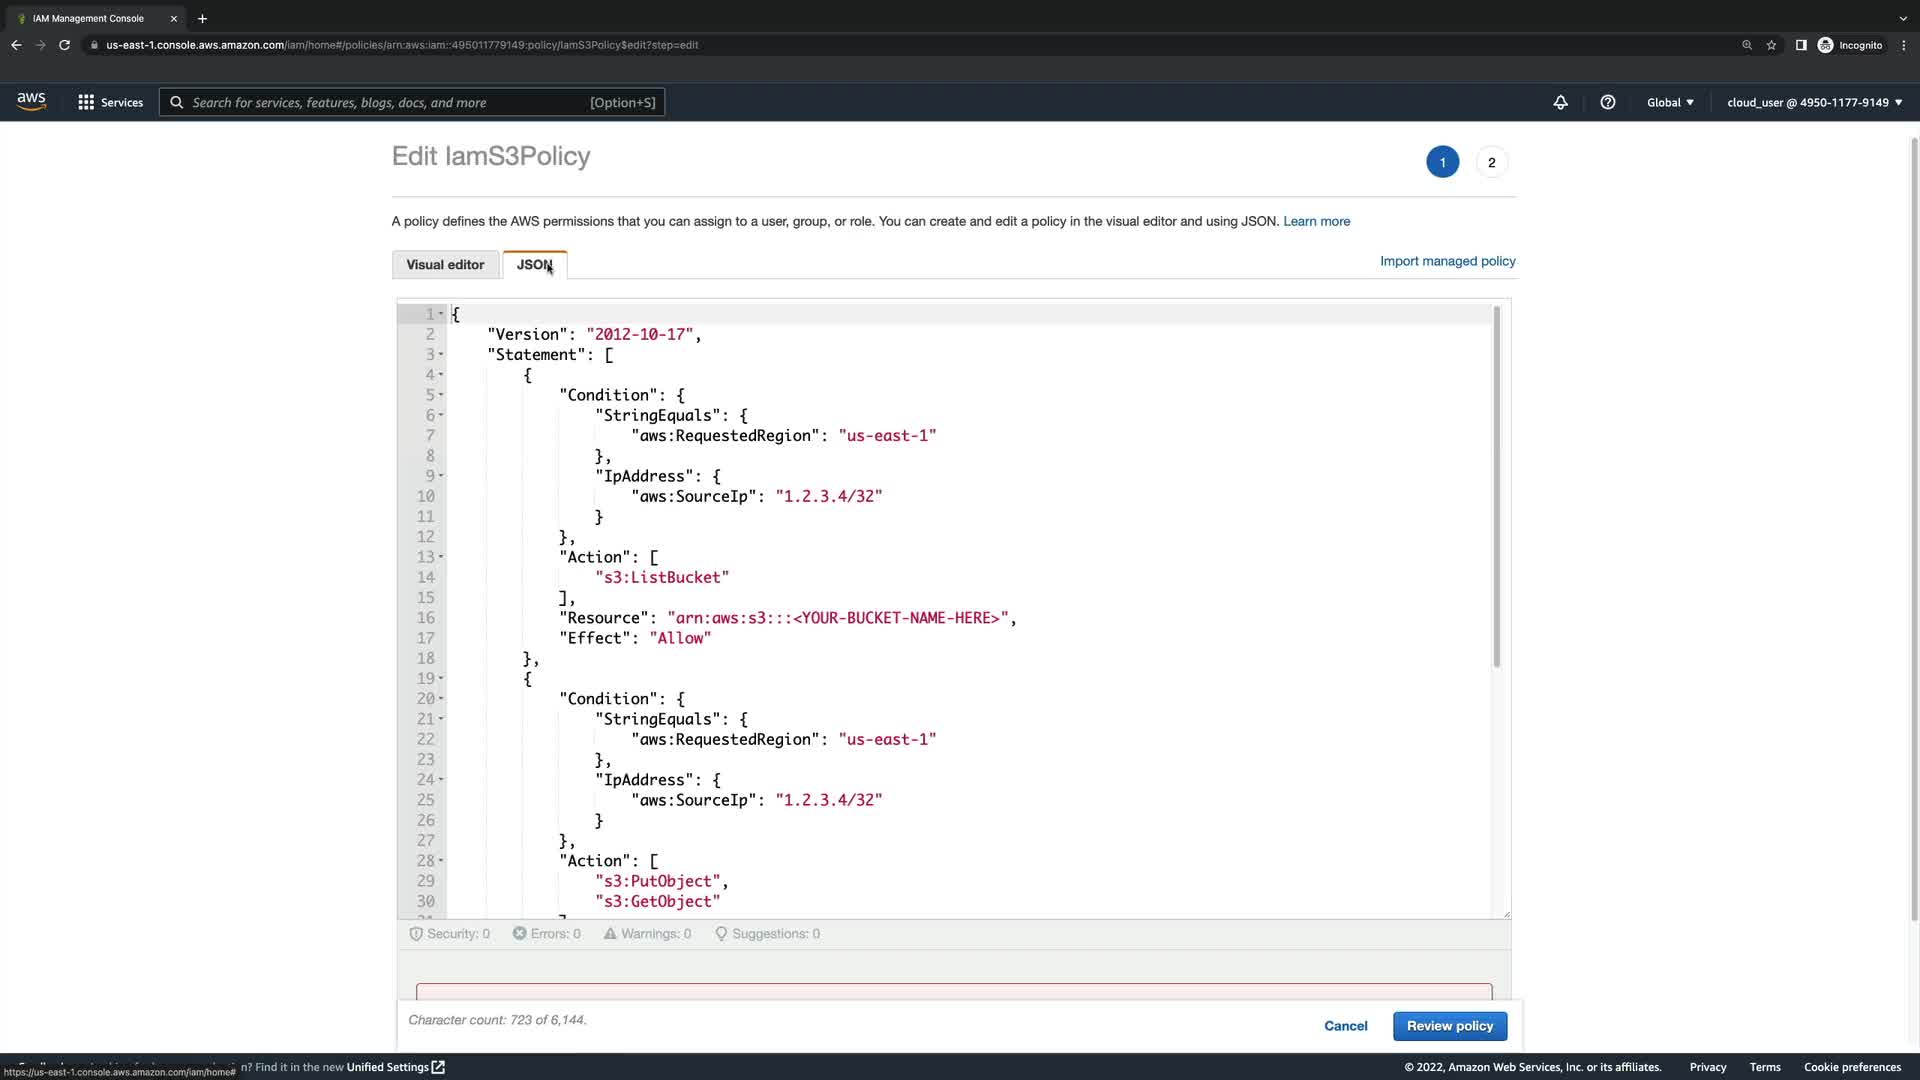 IAM Management Console
us-east-1.console.aws.amazon.com/iam/home#/policies/arn:aws:iam::495011779149:policy/IamS3Policy$edit?step=edit
Incognito
aws
Services
Search for services, features, blogs, docs, and more
[Option+S]
Global
cloud_user @ 4950-1177-9149
Edit IamS3Policy
1
2
A policy defines the AWS permissions that you can assign to a user, group, or role. You can create and edit a policy in the visual editor and using JSON. Learn more
Visual editor
JSON
Import managed policy
1 {
2 "Version": "2012-10-17",
3 "Statement": [
4 {
5 "Condition": {
6 "StringEquals": {
7 "aws:RequestedRegion": "us-east-1"
8 },
9 "IpAddress": {
10 "aws:SourceIp": "1.2.3.4/32"
11 }
12 },
13 "Action": [
14 "s3:ListBucket"
15 ],
16 "Resource": "arn:aws:s3:::<YOUR-BUCKET-NAME-HERE>",
17 "Effect": "Allow"
18 },
19 {
20 "Condition": {
21 "StringEquals": {
22 "aws:RequestedRegion": "us-east-1"
23 },
24 "IpAddress": {
25 "aws:SourceIp": "1.2.3.4/32"
26 }
27 },
28 "Action": [
29 "s3:PutObject",
30 "s3:GetObject"
Security: 0
Errors: 0
Warnings: 0
Suggestions: 0
Character count: 723 of 6,144.
Cancel
Review policy
? Find it in the new Unified Settings
https://us-east-1.console.aws.amazon.com/iam/home#
© 2022, Amazon Web Services, Inc. or its affiliates.
Privacy
Terms
Cookie preferences